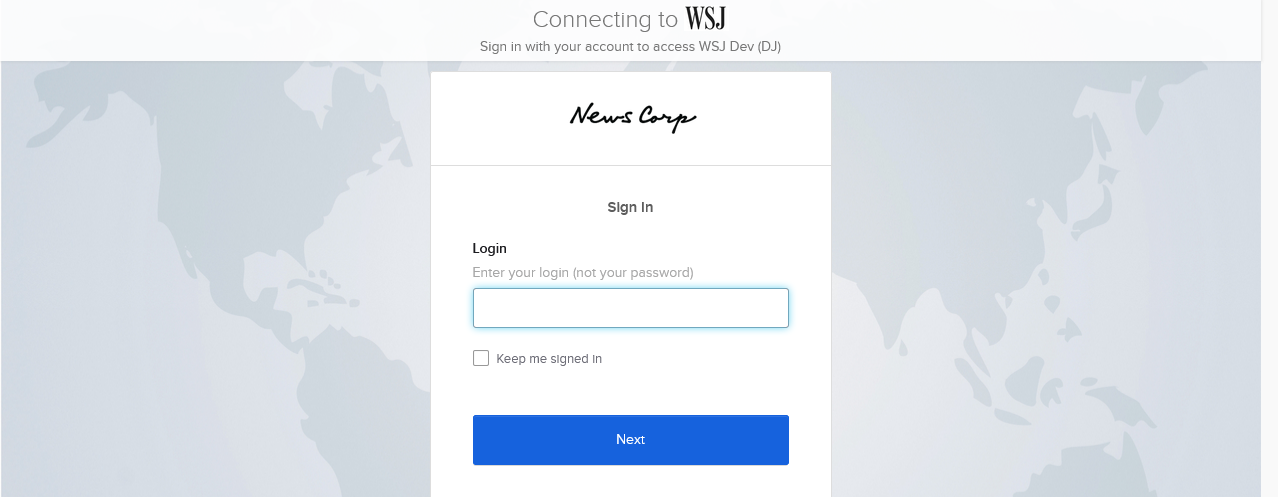 Connecting to WSJ
Sign in with your account to access WSJ Dev (DJ)
News Corp
Sign In
Login
Enter your login (not your password)
Keep me signed in
Next